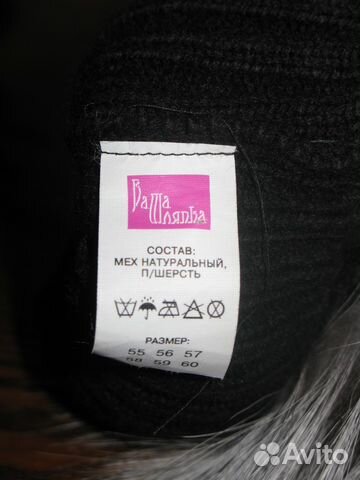 Ваша
Шляпка
СОСТАВ:
МЕХ НАТУРАЛЬНЫЙ,
П/ШЕРСТЬ
РАЗМЕР:
55 56 57
58 59 60
Avito